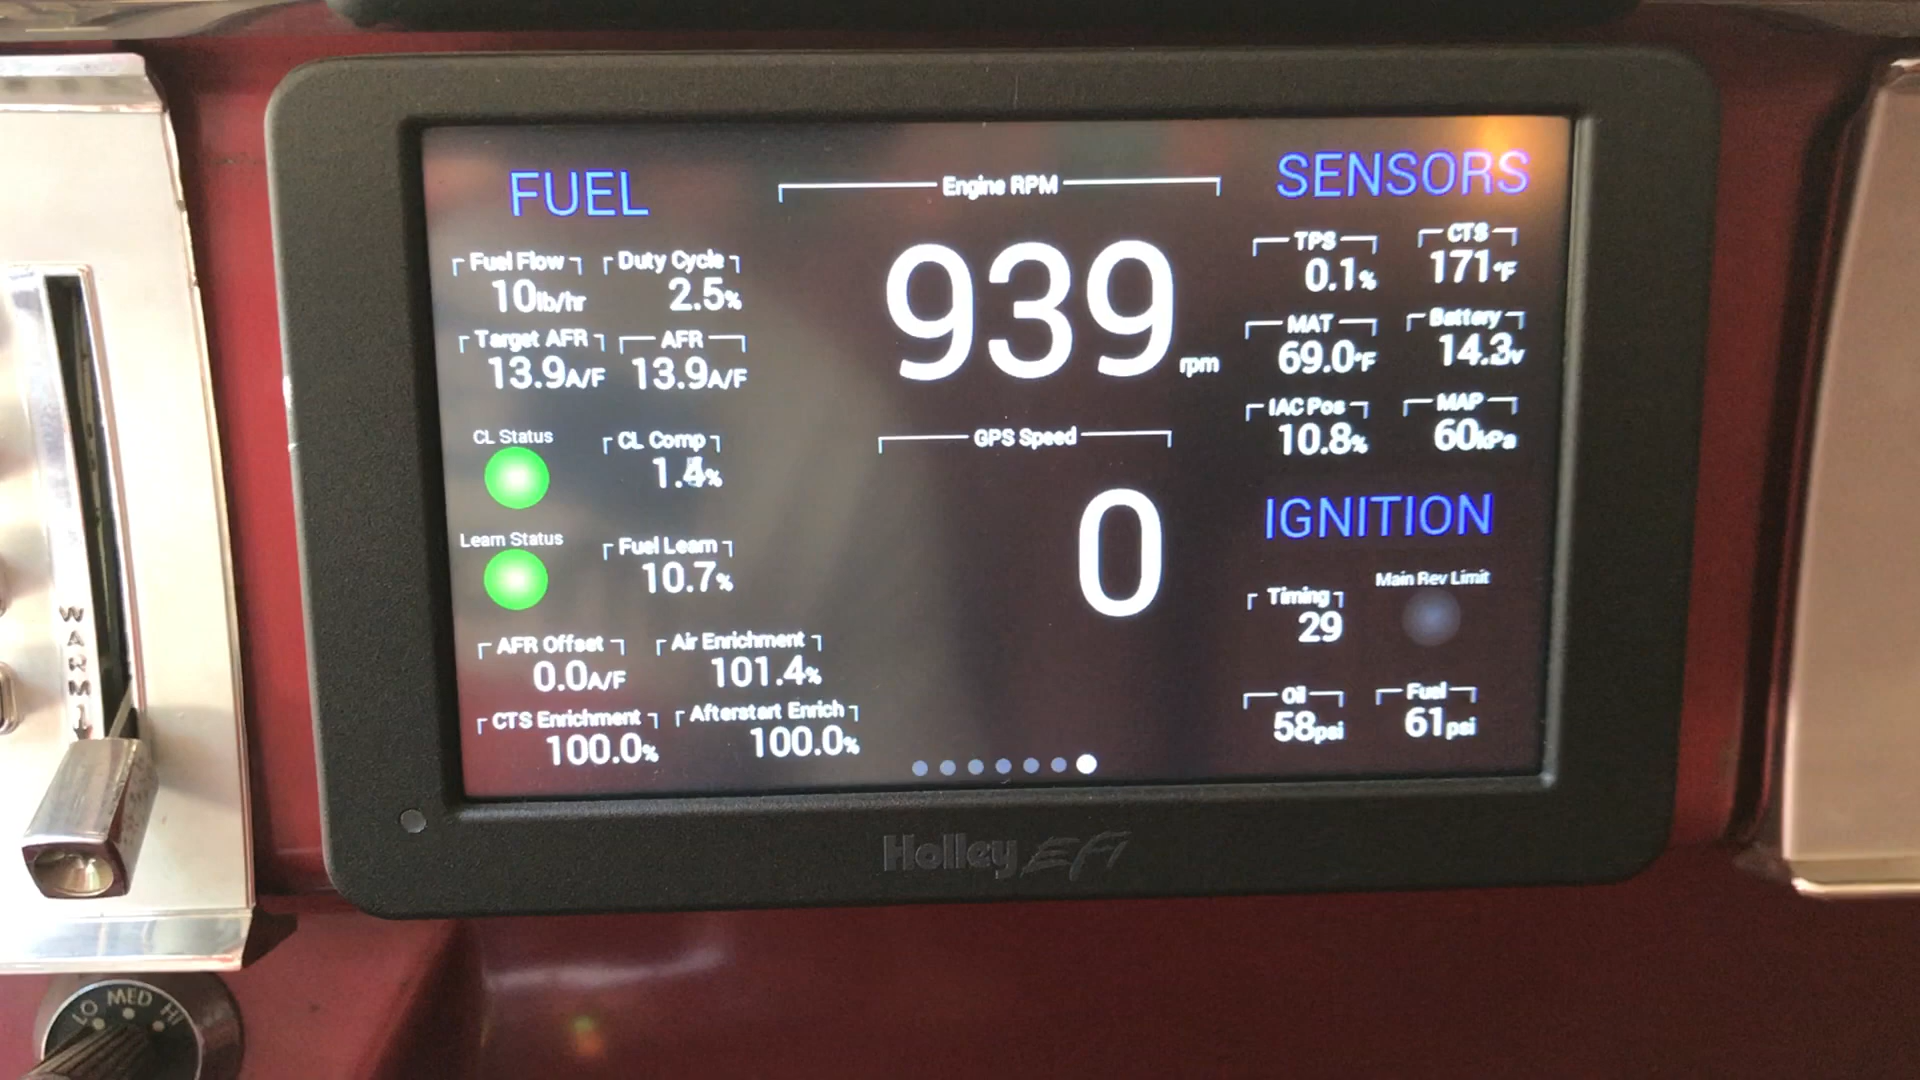 FUEL
Fuel Flow
10lb/hr
Duty Cycle
2.5%
Target AFR
13.9A/F
AFR
13.9A/F
CL Status
CL Comp
Learn Status
Fuel Learn
10.7%
AFR Offset
0.0A/F
Air Enrichment
101.4%
CTS Enrichment
100.0%
Afterstart Enrich
100.0%
Engine RPM
939 rpm
GPS Speed
0
SENSORS
TPS
0.1%
CTS
171°F
MAT
69.0°F
Battery
14.3v
IAC Pos
10.8%
MAP
60kPa
IGNITION
Timing
29
Main Rev Limit
Oil
58psi
Fuel
61psi
Holley EFI
WARM
LO MED HI